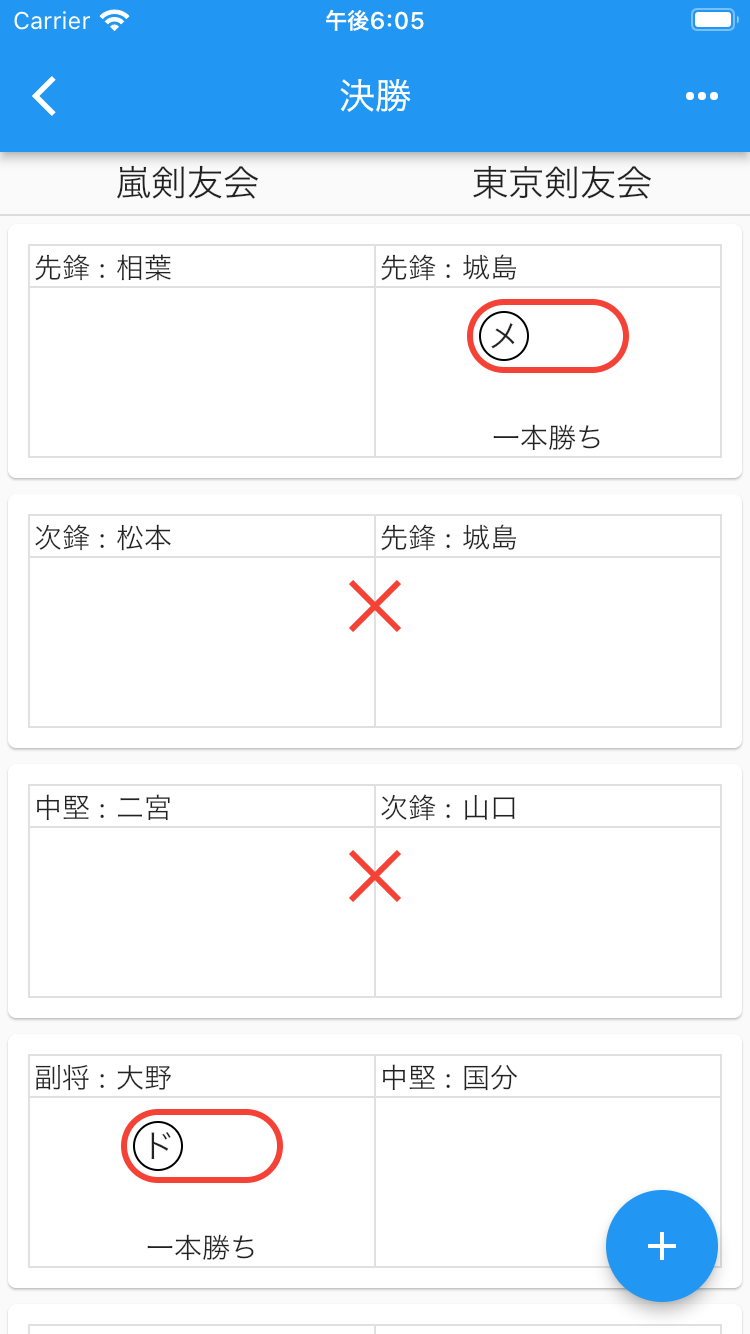 Carrier 午後6:05
決勝
嵐剣友会 東京剣友会
先鋒：相葉 先鋒：城島
メ
一本勝ち
次鋒：松本 先鋒：城島
中堅：二宮 次鋒：山口
副将：大野 中堅：国分
ド
一本勝ち